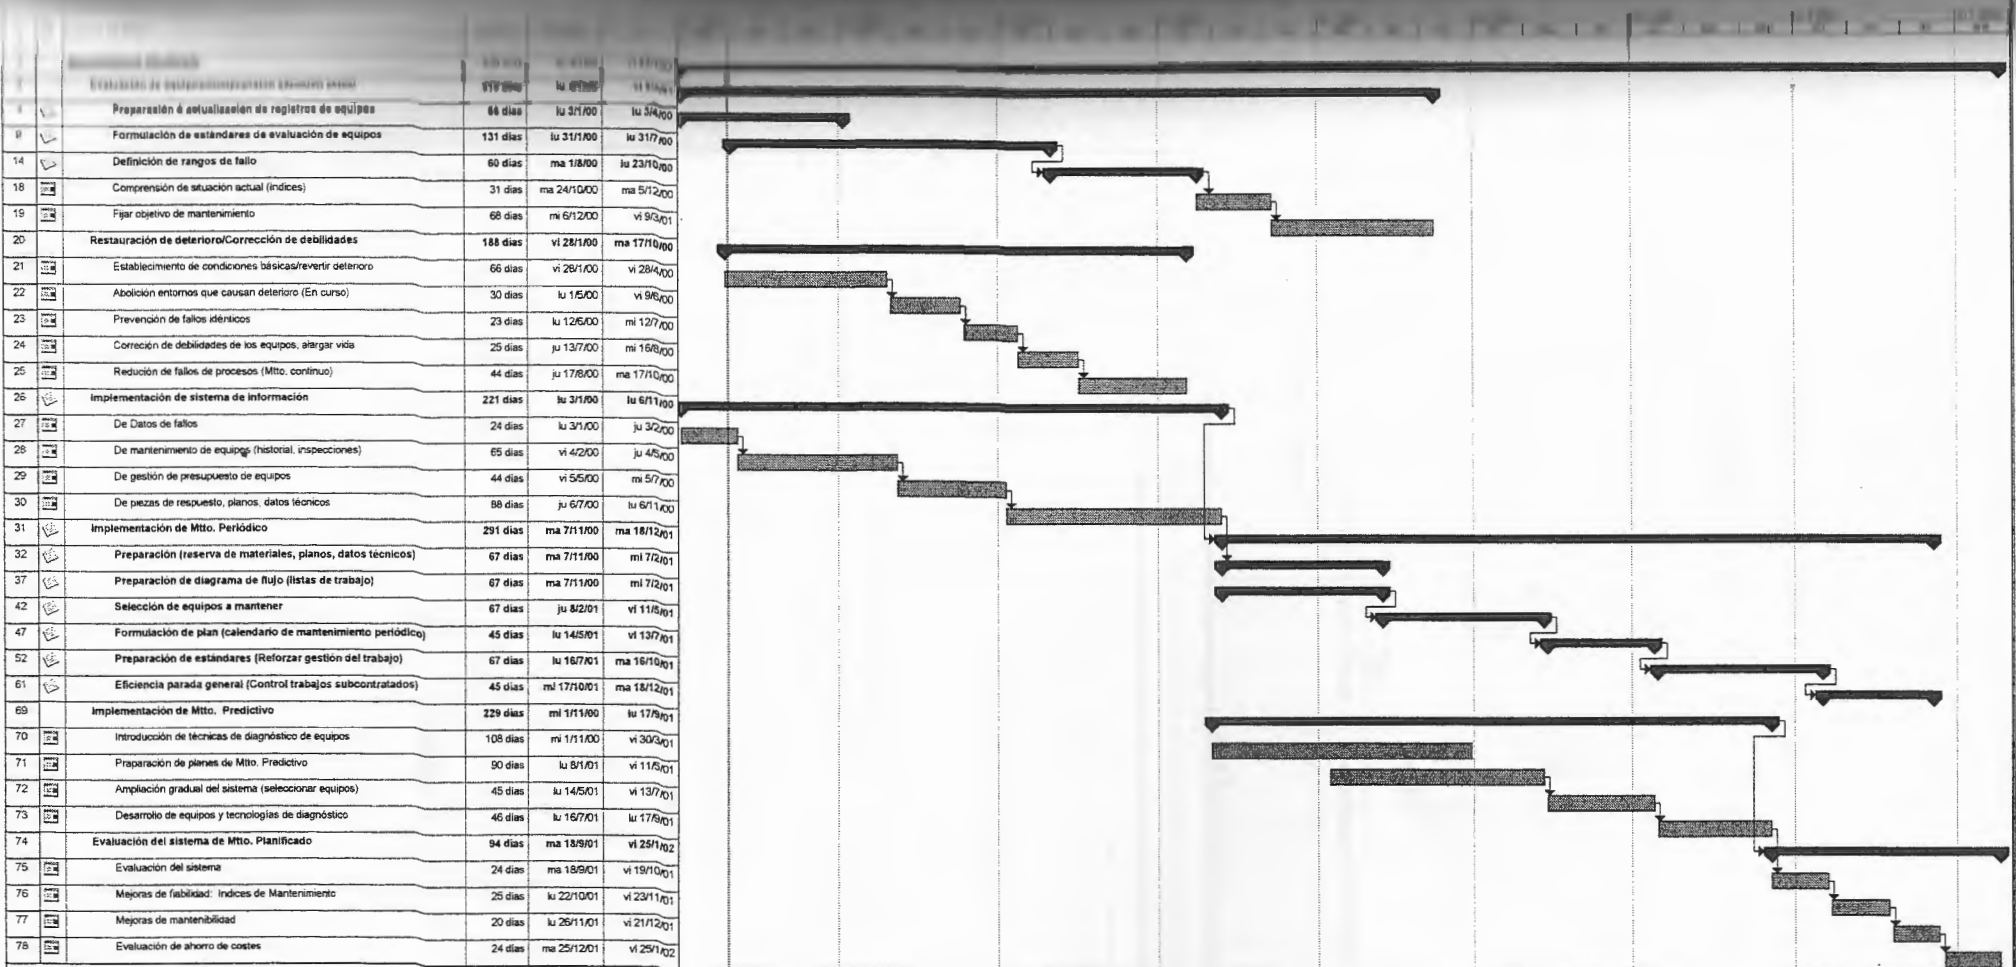 Preparación é actualización de registros de equipos 66 días lu 3/1/00 lu 3/4/00
9 Formulación de estándares de evaluación de equipos 131 días lu 31/1/00 lu 31/7/00
14 Definición de rangos de fallo 60 días ma 1/8/00 lu 23/10/00
18 Comprensión de situación actual (índices) 31 días ma 24/10/00 ma 5/12/00
19 Fijar objetivo de mantenimiento 68 días mi 6/12/00 vi 9/3/01
20 Restauración de deterioro/Corrección de debilidades 188 días vi 28/1/00 ma 17/10/00
21 Establecimiento de condiciones básicas/revertir deterioro 66 días vi 28/1/00 vi 28/4/00
22 Abolición entornos que causan deterioro (En curso) 30 días lu 1/5/00 vi 9/6/00
23 Prevención de fallos idénticos 23 días lu 12/6/00 mi 12/7/00
24 Correción de debilidades de los equipos, alargar vida 25 días ju 13/7/00 mi 16/8/00
25 Redución de fallos de procesos (Mtto. continuo) 44 días ju 17/8/00 ma 17/10/00
26 Implementación de sistema de información 221 días lu 3/1/00 lu 6/11/00
27 De Datos de fallos 24 días lu 3/1/00 ju 3/2/00
28 De mantenimiento de equipos (historial, inspecciones) 65 días vi 4/2/00 ju 4/5/00
29 De gestión de presupuesto de equipos 44 días vi 5/5/00 mi 5/7/00
30 De piezas de respuesto, planos, datos técnicos 88 días ju 6/7/00 lu 6/11/00
31 Implementación de Mtto. Periódico 291 días ma 7/11/00 ma 18/12/01
32 Preparación (reserva de materiales, planos, datos técnicos) 67 días ma 7/11/00 mi 7/2/01
37 Preparación de diagrama de flujo (listas de trabajo) 67 días ma 7/11/00 mi 7/2/01
42 Selección de equipos a mantener 67 días ju 8/2/01 vi 11/5/01
47 Formulación de plan (calendario de mantenimiento periódico) 45 días lu 14/5/01 vi 13/7/01
52 Preparación de estándares (Reforzar gestión del trabajo) 67 días lu 16/7/01 ma 16/10/01
61 Eficiencia parada general (Control trabajos subcontratados) 45 días mi 17/10/01 ma 18/12/01
69 Implementación de Mtto. Predictivo 229 días mi 1/11/00 lu 17/9/01
70 Introducción de técnicas de diagnóstico de equipos 108 días mi 1/11/00 vi 30/3/01
71 Praparación de planes de Mtto. Predictivo 90 días lu 8/1/01 vi 11/5/01
72 Ampliación gradual del sistema (seleccionar equipos) 45 días lu 14/5/01 vi 13/7/01
73 Desarrollo de equipos y tecnologías de diagnóstico 46 días lu 16/7/01 lu 17/9/01
74 Evaluación del sistema de Mtto. Planificado 94 días ma 18/9/01 vi 25/1/02
75 Evaluación del sistema 24 días ma 18/9/01 vi 19/10/01
76 Mejoras de fiabilidad: Indices de Mantenimiento 25 días lu 22/10/01 vi 23/11/01
77 Mejoras de mantenibilidad 20 días lu 26/11/01 vi 21/12/01
78 Evaluación de ahorro de costes 24 días ma 25/12/01 vi 25/1/02